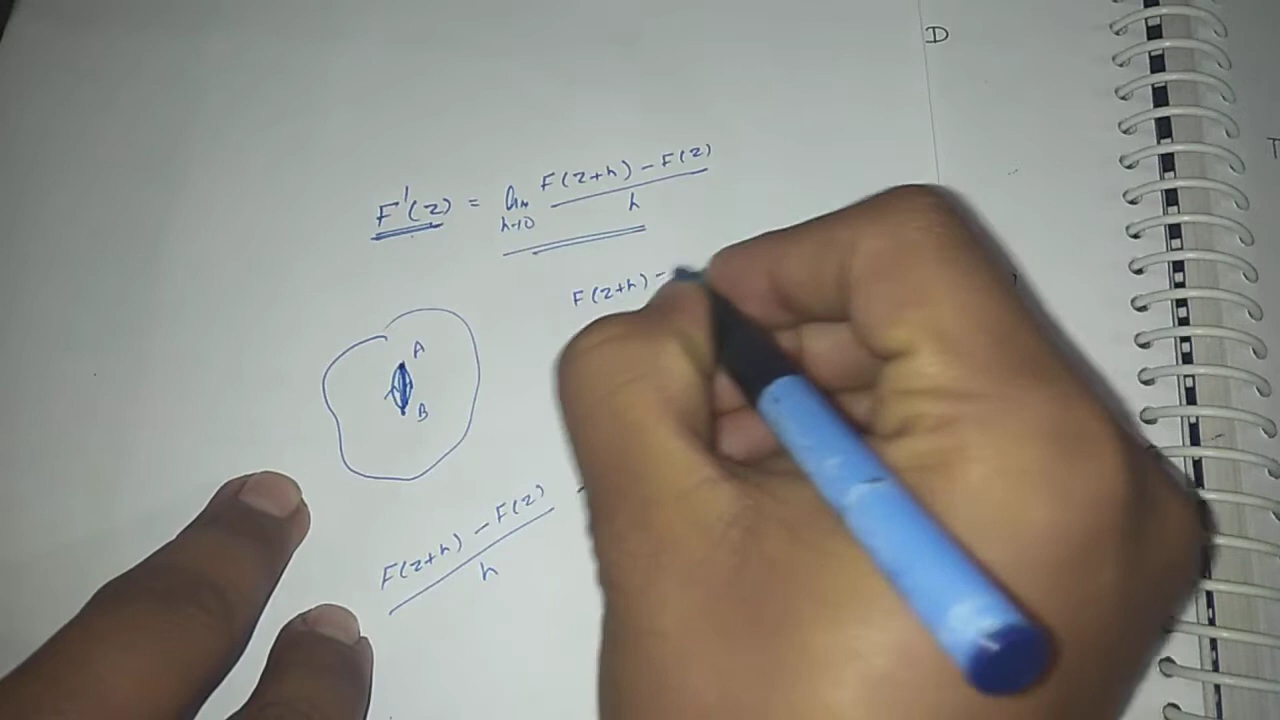 D
F'(z) = lim h→0 F(z+h) - F(z) / h
F(z+h) -
A
B
F(z+h) - F(z) / h